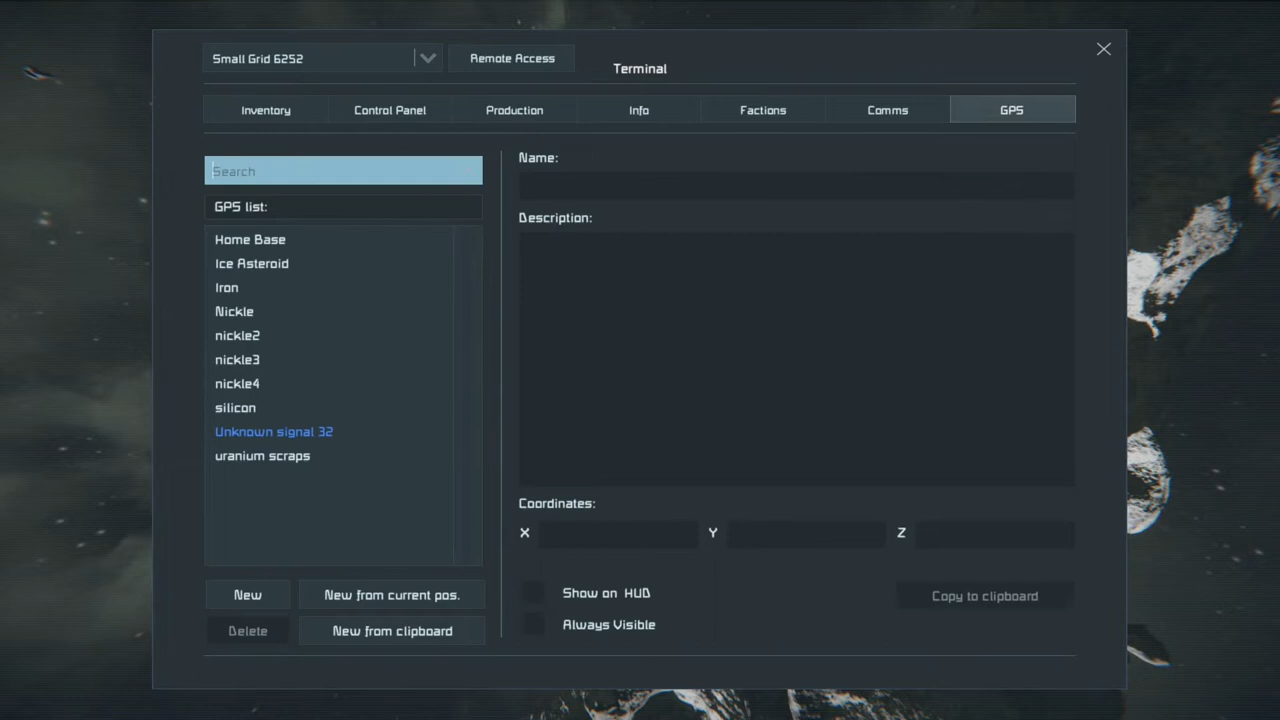 Small Grid 6252
Remote Access
Terminal
Inventory
Control Panel
Production
Info
Factions
Comms
GPS
Search
GPS list:
Home Base
Ice Asteroid
Iron
Nickle
nickle2
nickle3
nickle4
silicon
Unknown signal 32
uranium scraps
New
New from current pos.
Delete
New from clipboard
Name:
Description:
Coordinates:
X
Y
Z
Show on HUD
Always Visible
Copy to clipboard